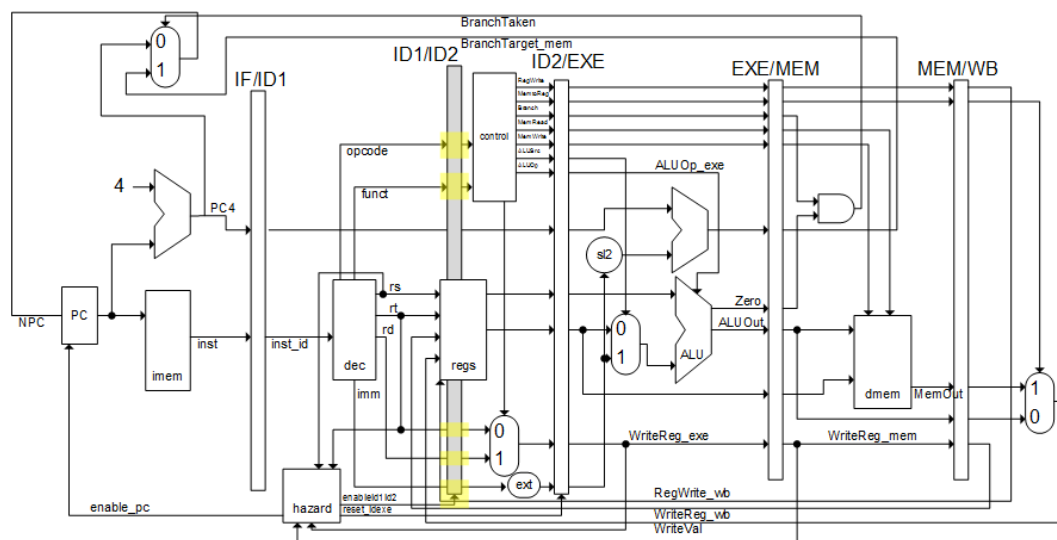 BranchTaken
BranchTarget_mem
0
1
IF/ID1
ID1/ID2
ID2/EXE
EXE/MEM
MEM/WB
RegWrite
MemtoReg
Branch
MemRead
MemWrite
ALUSrc
ALUOp
control
opcode
funct
ALUOp_exe
4
PC4
sl2
NPC
PC
imem
inst
inst_id
dec
rs
rt
rd
imm
regs
0
1
ALU
Zero
ALUOut
dmem
MemOut
1
0
0
1
WriteReg_exe
WriteReg_mem
ext
hazard
enable_pc
enableid1id2
reset_idexe
RegWrite_wb
WriteReg_wb
WriteVal